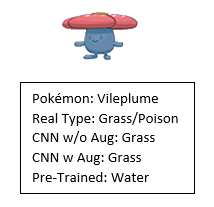 Pokémon: Vileplume
Real Type: Grass/Poison
CNN w/o Aug: Grass
CNN w Aug: Grass
Pre-Trained: Water